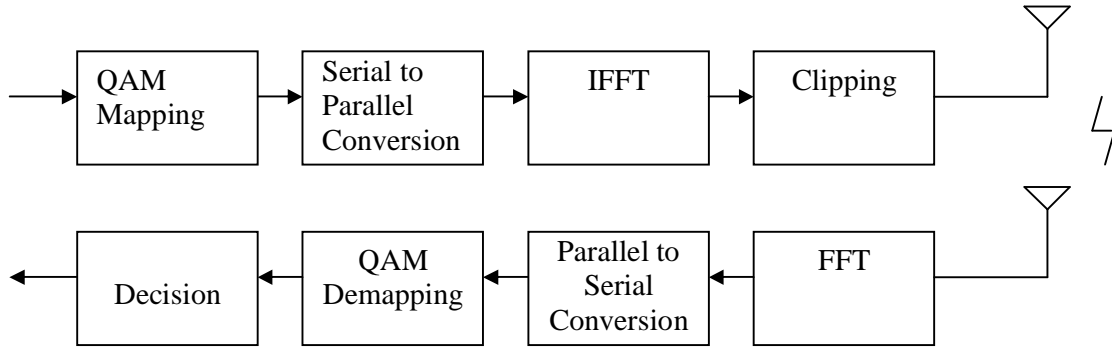 QAM
Mapping
Serial to
Parallel
Conversion
IFFT
Clipping
Decision
QAM
Demapping
Parallel to
Serial
Conversion
FFT